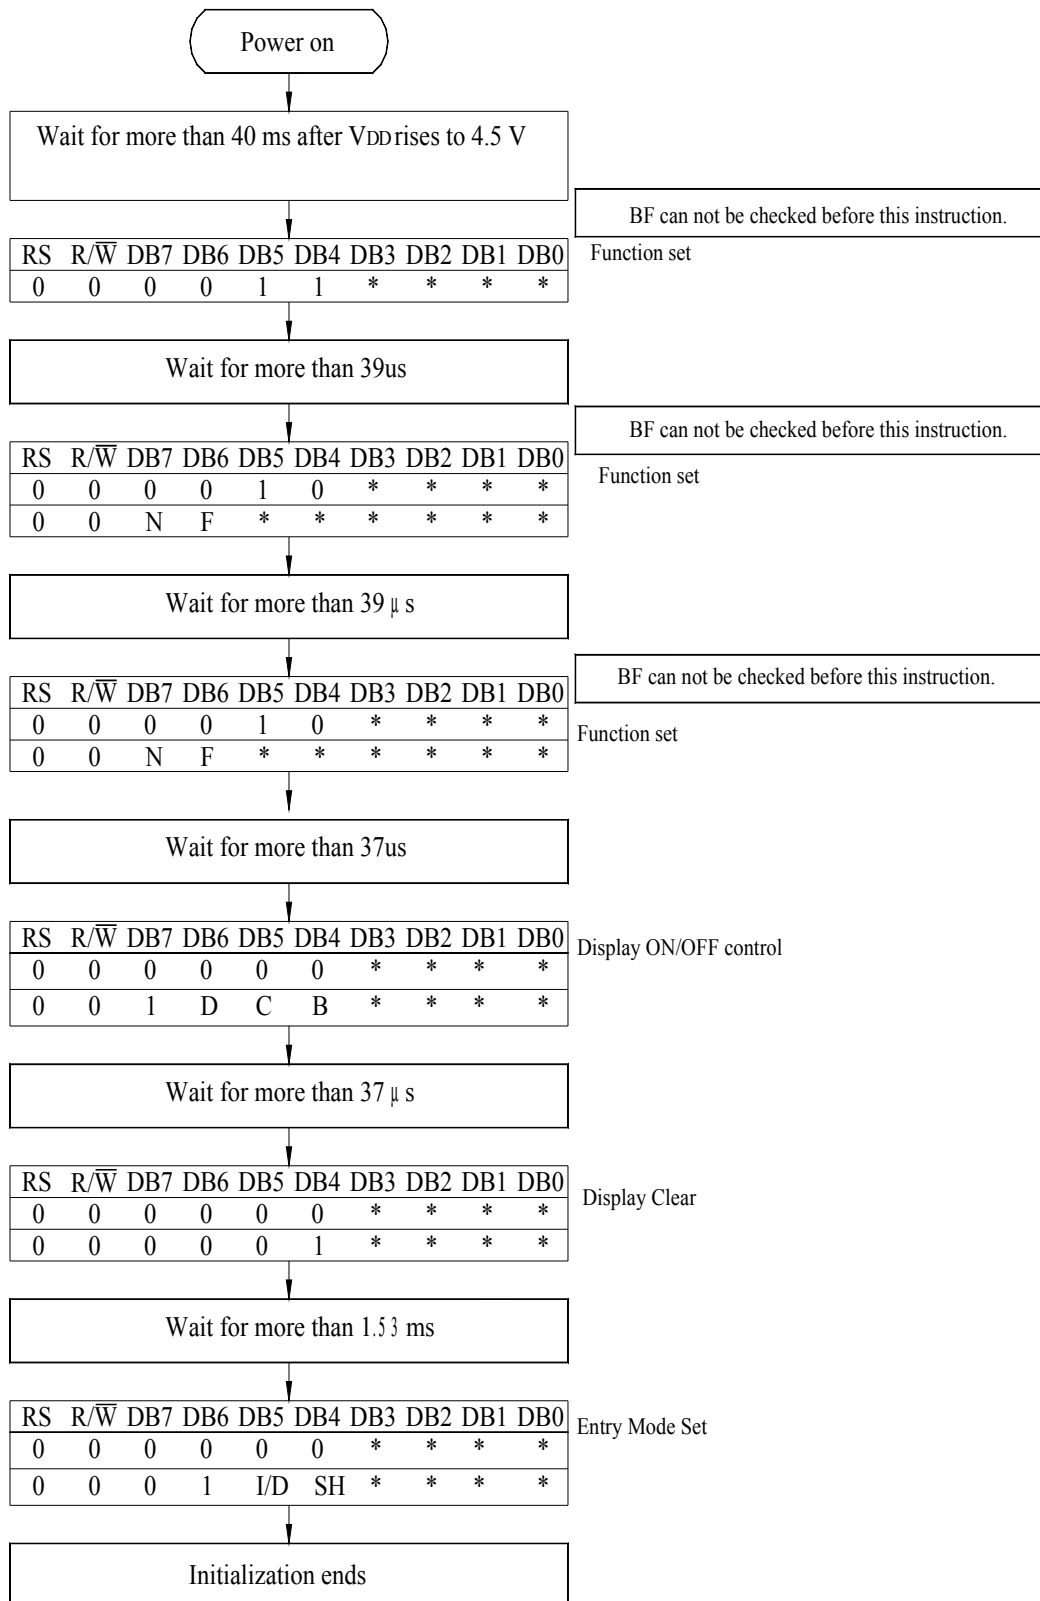 Power on
Wait for more than 40 ms after VDD rises to 4.5 V
BF can not be checked before this instruction.
RS R/W̅ DB7 DB6 DB5 DB4 DB3 DB2 DB1 DB0
Function set
0 0 0 0 1 1 * * * *
Wait for more than 39us
BF can not be checked before this instruction.
RS R/W̅ DB7 DB6 DB5 DB4 DB3 DB2 DB1 DB0
Function set
0 0 0 0 1 0 * * * *
0 0 N F * * * * * *
Wait for more than 39 μ s
BF can not be checked before this instruction.
RS R/W̅ DB7 DB6 DB5 DB4 DB3 DB2 DB1 DB0
0 0 0 0 1 0 * * * *
Function set
0 0 N F * * * * * *
Wait for more than 37us
RS R/W̅ DB7 DB6 DB5 DB4 DB3 DB2 DB1 DB0
Display ON/OFF control
0 0 0 0 0 0 * * * *
0 0 1 D C B * * * *
Wait for more than 37 μ s
RS R/W̅ DB7 DB6 DB5 DB4 DB3 DB2 DB1 DB0
Display Clear
0 0 0 0 0 0 * * * *
0 0 0 0 0 1 * * * *
Wait for more than 1.53 ms
RS R/W̅ DB7 DB6 DB5 DB4 DB3 DB2 DB1 DB0
Entry Mode Set
0 0 0 0 0 0 * * * *
0 0 0 1 I/D SH * * * *
Initialization ends